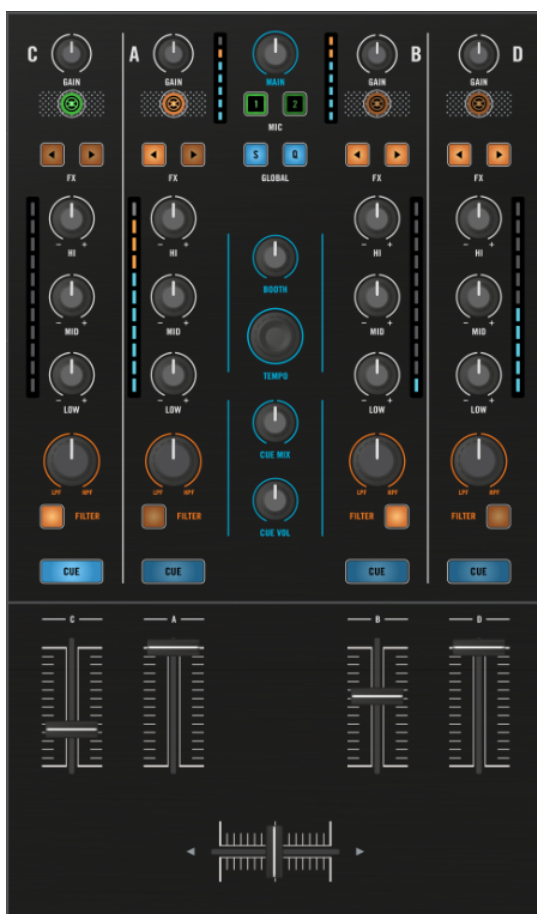 C A B D
GAIN GAIN MAIN GAIN GAIN
1 2
MIC
S Q
FX FX GLOBAL FX FX
- + - + - + - +
HI HI HI HI
BOOTH
- + - + - + - +
MID MID MID MID
TEMPO
- + - + - + - +
LOW LOW LOW LOW
CUE MIX
LPF HPF LPF HPF LPF HPF LPF HPF
FILTER FILTER FILTER FILTER
CUE VOL
CUE CUE CUE CUE
C A B D